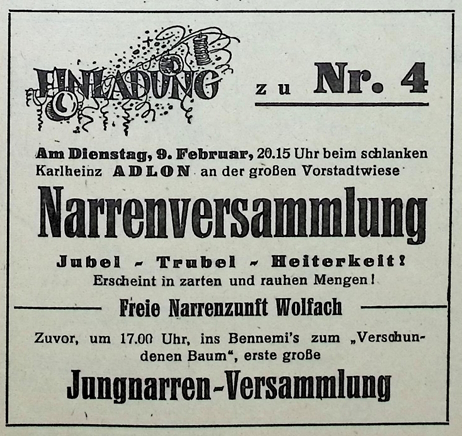 EINLADUNG zu Nr. 4
Am Dienstag, 9. Februar, 20.15 Uhr beim schlanken
Karlheinz ADLON an der großen Vorstadtwiese
Narrenversammlung
Jubel - Trubel - Heiterkeit!
Erscheint in zarten und rauhen Mengen!
Freie Narrenzunft Wolfach
Zuvor, um 17.00 Uhr, ins Bennemi's zum „Verschun-
denen Baum“, erste große
Jungnarren-Versammlung